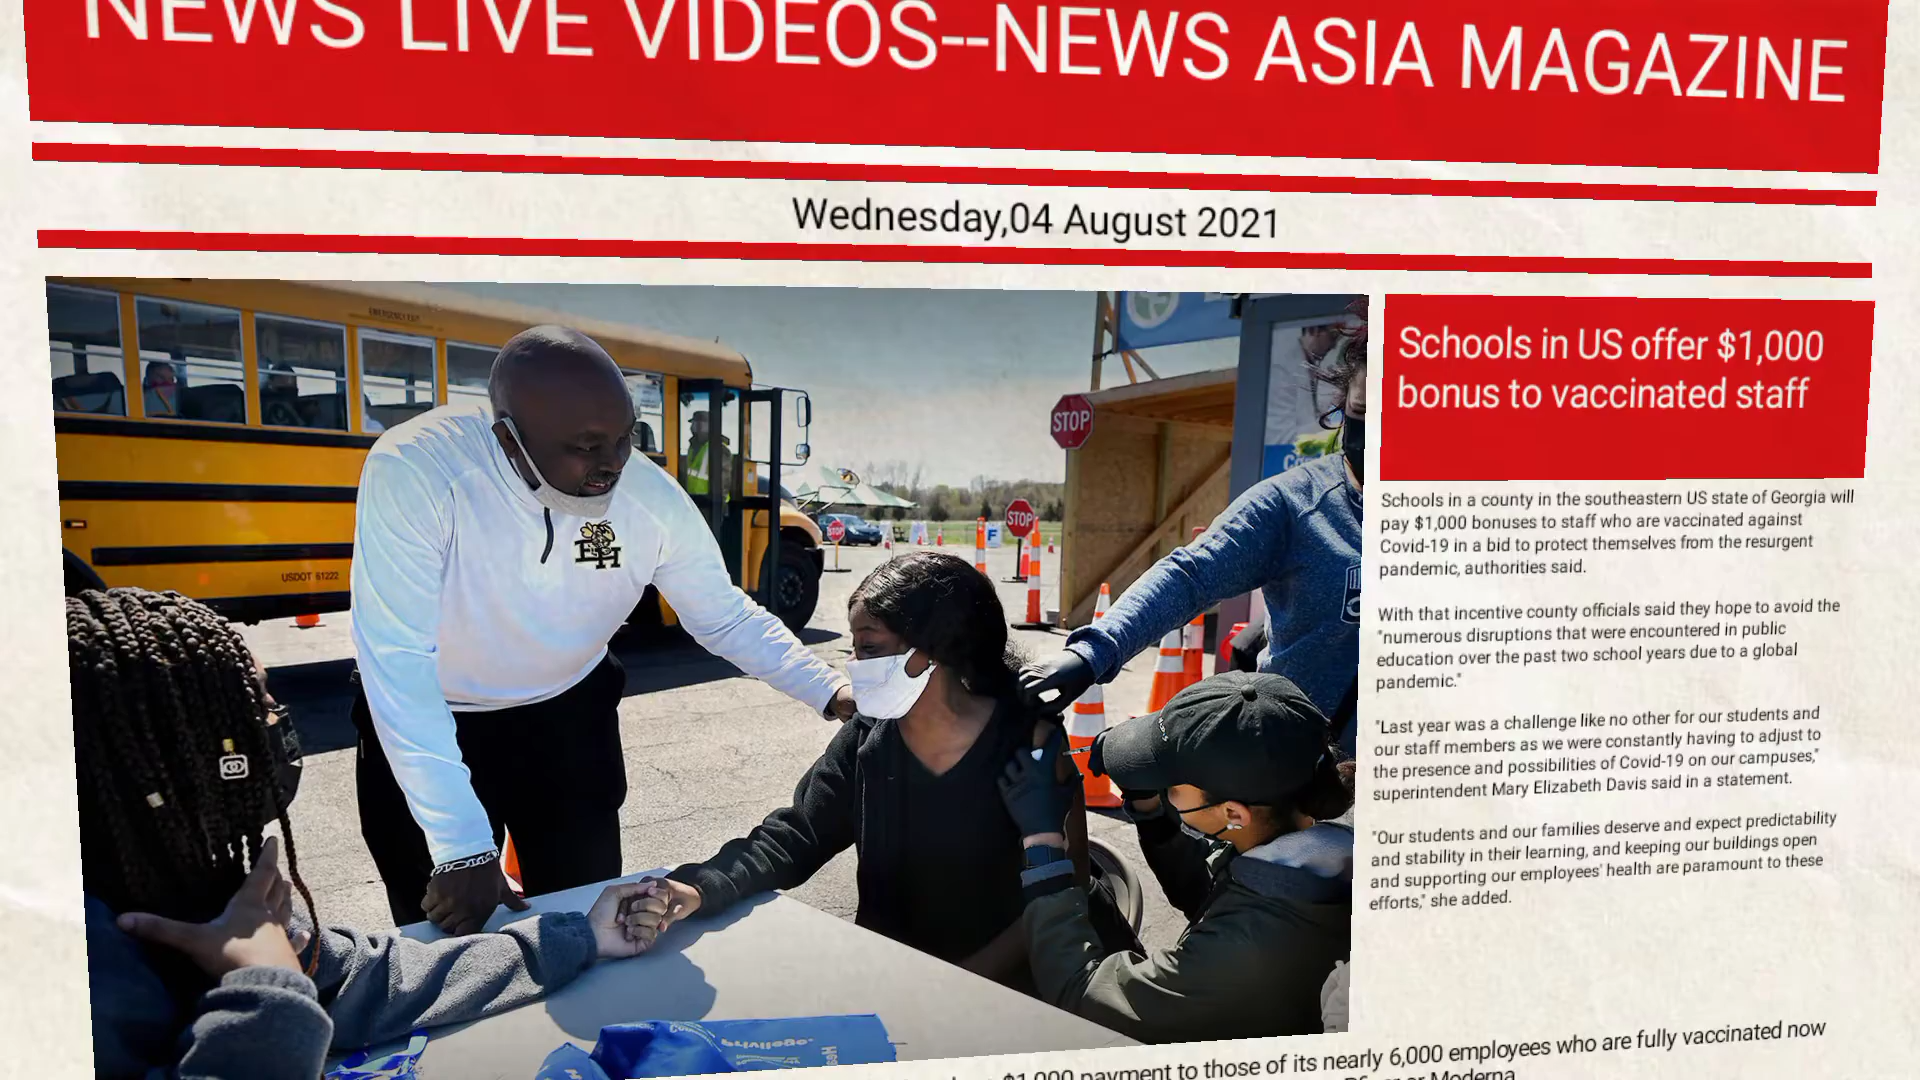 NEWS LIVE VIDEOS--NEWS ASIA MAGAZINE
Wednesday,04 August 2021
EMERGENCY EXIT
STOP
STOP
STOP
F
EH
USDOT 61222
Schools in US offer $1,000
bonus to vaccinated staff
Schools in a county in the southeastern US state of Georgia will
pay $1,000 bonuses to staff who are vaccinated against
Covid-19 in a bid to protect themselves from the resurgent
pandemic, authorities said.
With that incentive county officials said they hope to avoid the
"numerous disruptions that were encountered in public
education over the past two school years due to a global
pandemic."
"Last year was a challenge like no other for our students and
our staff members as we were constantly having to adjust to
the presence and possibilities of Covid-19 on our campuses,"
superintendent Mary Elizabeth Davis said in a statement.
"Our students and our families deserve and expect predictability
and stability in their learning, and keeping our buildings open
and supporting our employees' health are paramount to these
efforts," she added.
$1,000 payment to those of its nearly 6,000 employees who are fully vaccinated now
or Moderna